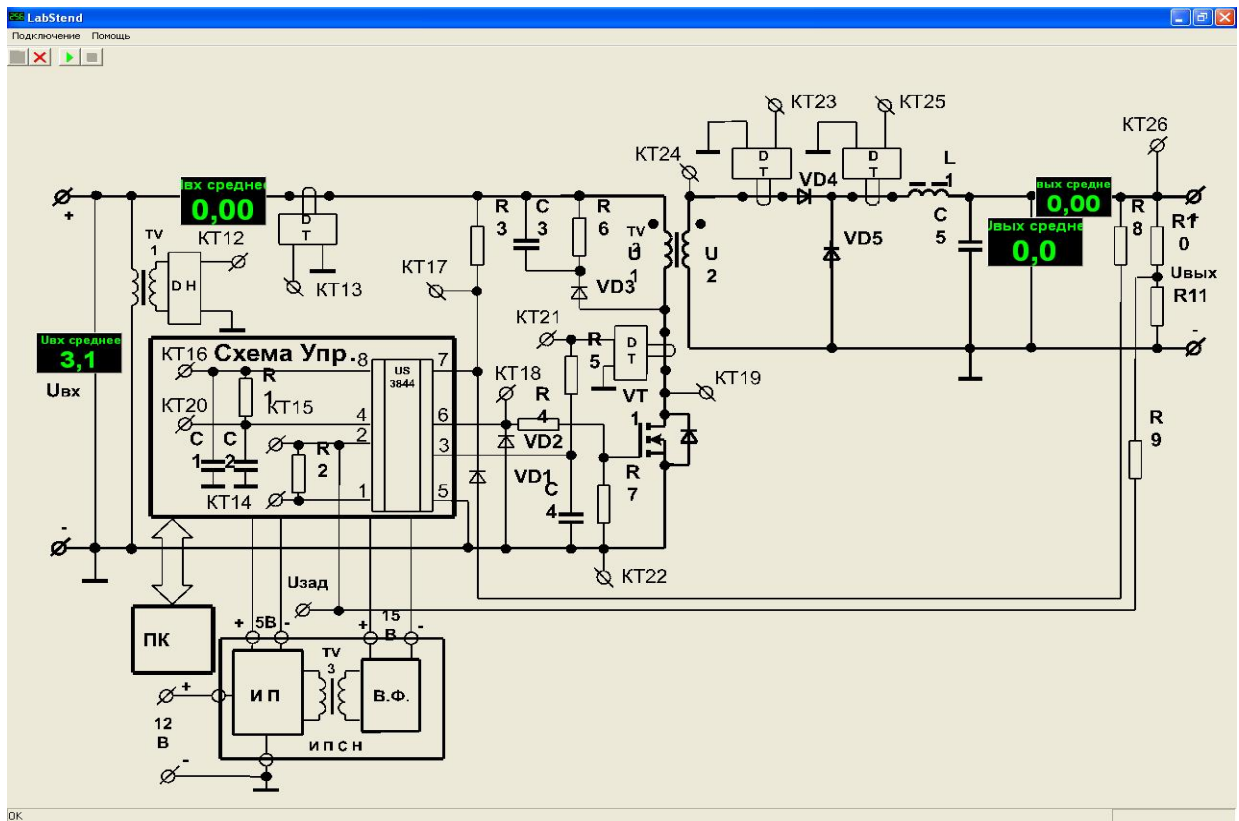 LabStend
Подключение Помощь
КТ23
КТ25
КТ26
КТ24
D
Т
D
Т
VD4
L
1
Iвх среднее
0,00
вых средне
0,00
+
D
Т
R
3
C
3
R
6
TV
U
1
U
2
VD5
C
5
Uвых средне
0,0
R
8
R1
0
Uвых
R11
TV
1
КТ12
D Н
КТ13
КТ17
VD3
Uвх среднее
3,1
Uвх
-
КТ21
R
5
D
Т
КТ16
Схема Упр.
US
3844
8
7
КТ18
КТ19
R
1
КТ20
КТ15
4
6
R
4
VT
1
C
1
C
2
2
R
2
3
VD2
R
9
VD1
R
7
КТ14
1
5
C
4
-
КТ22
Uзад
+ 5В -
+ 15
В
-
ПК
TV
3
И П
В.Ф.
+
12
В
И П С Н
-
OK